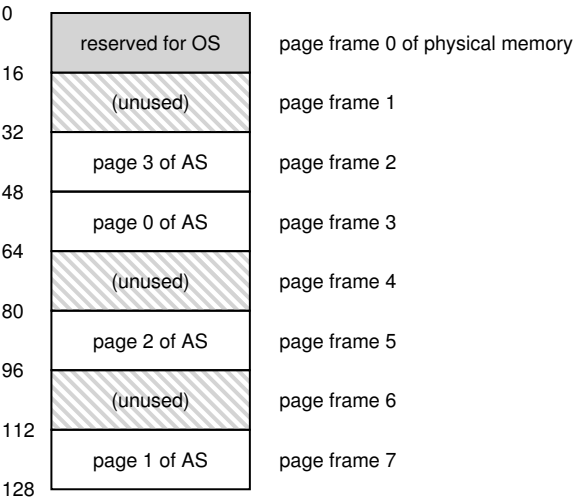 0
reserved for OS page frame 0 of physical memory
16
(unused) page frame 1
32
page 3 of AS page frame 2
48
page 0 of AS page frame 3
64
(unused) page frame 4
80
page 2 of AS page frame 5
96
(unused) page frame 6
112
page 1 of AS page frame 7
128